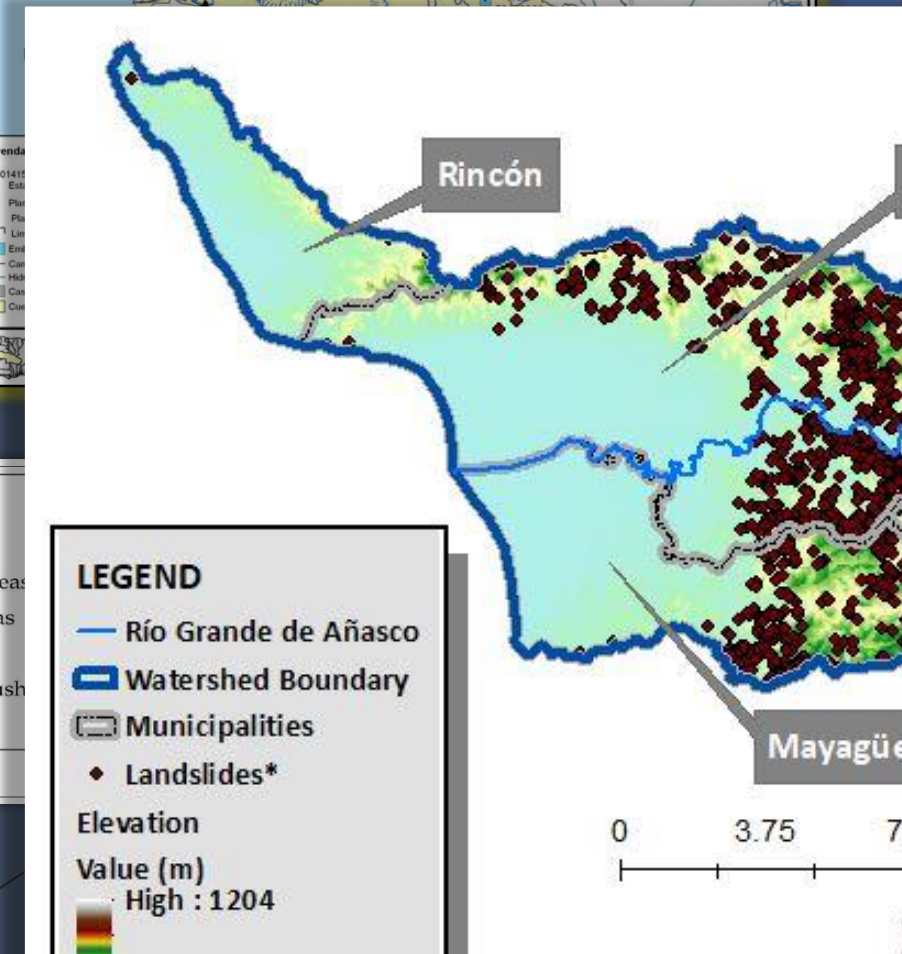 Rincón
LEGEND
Río Grande de Añasco
Watershed Boundary
Municipalities
Landslides*
Elevation
Value (m)
High : 1204
Mayagüe
0 3.75 7